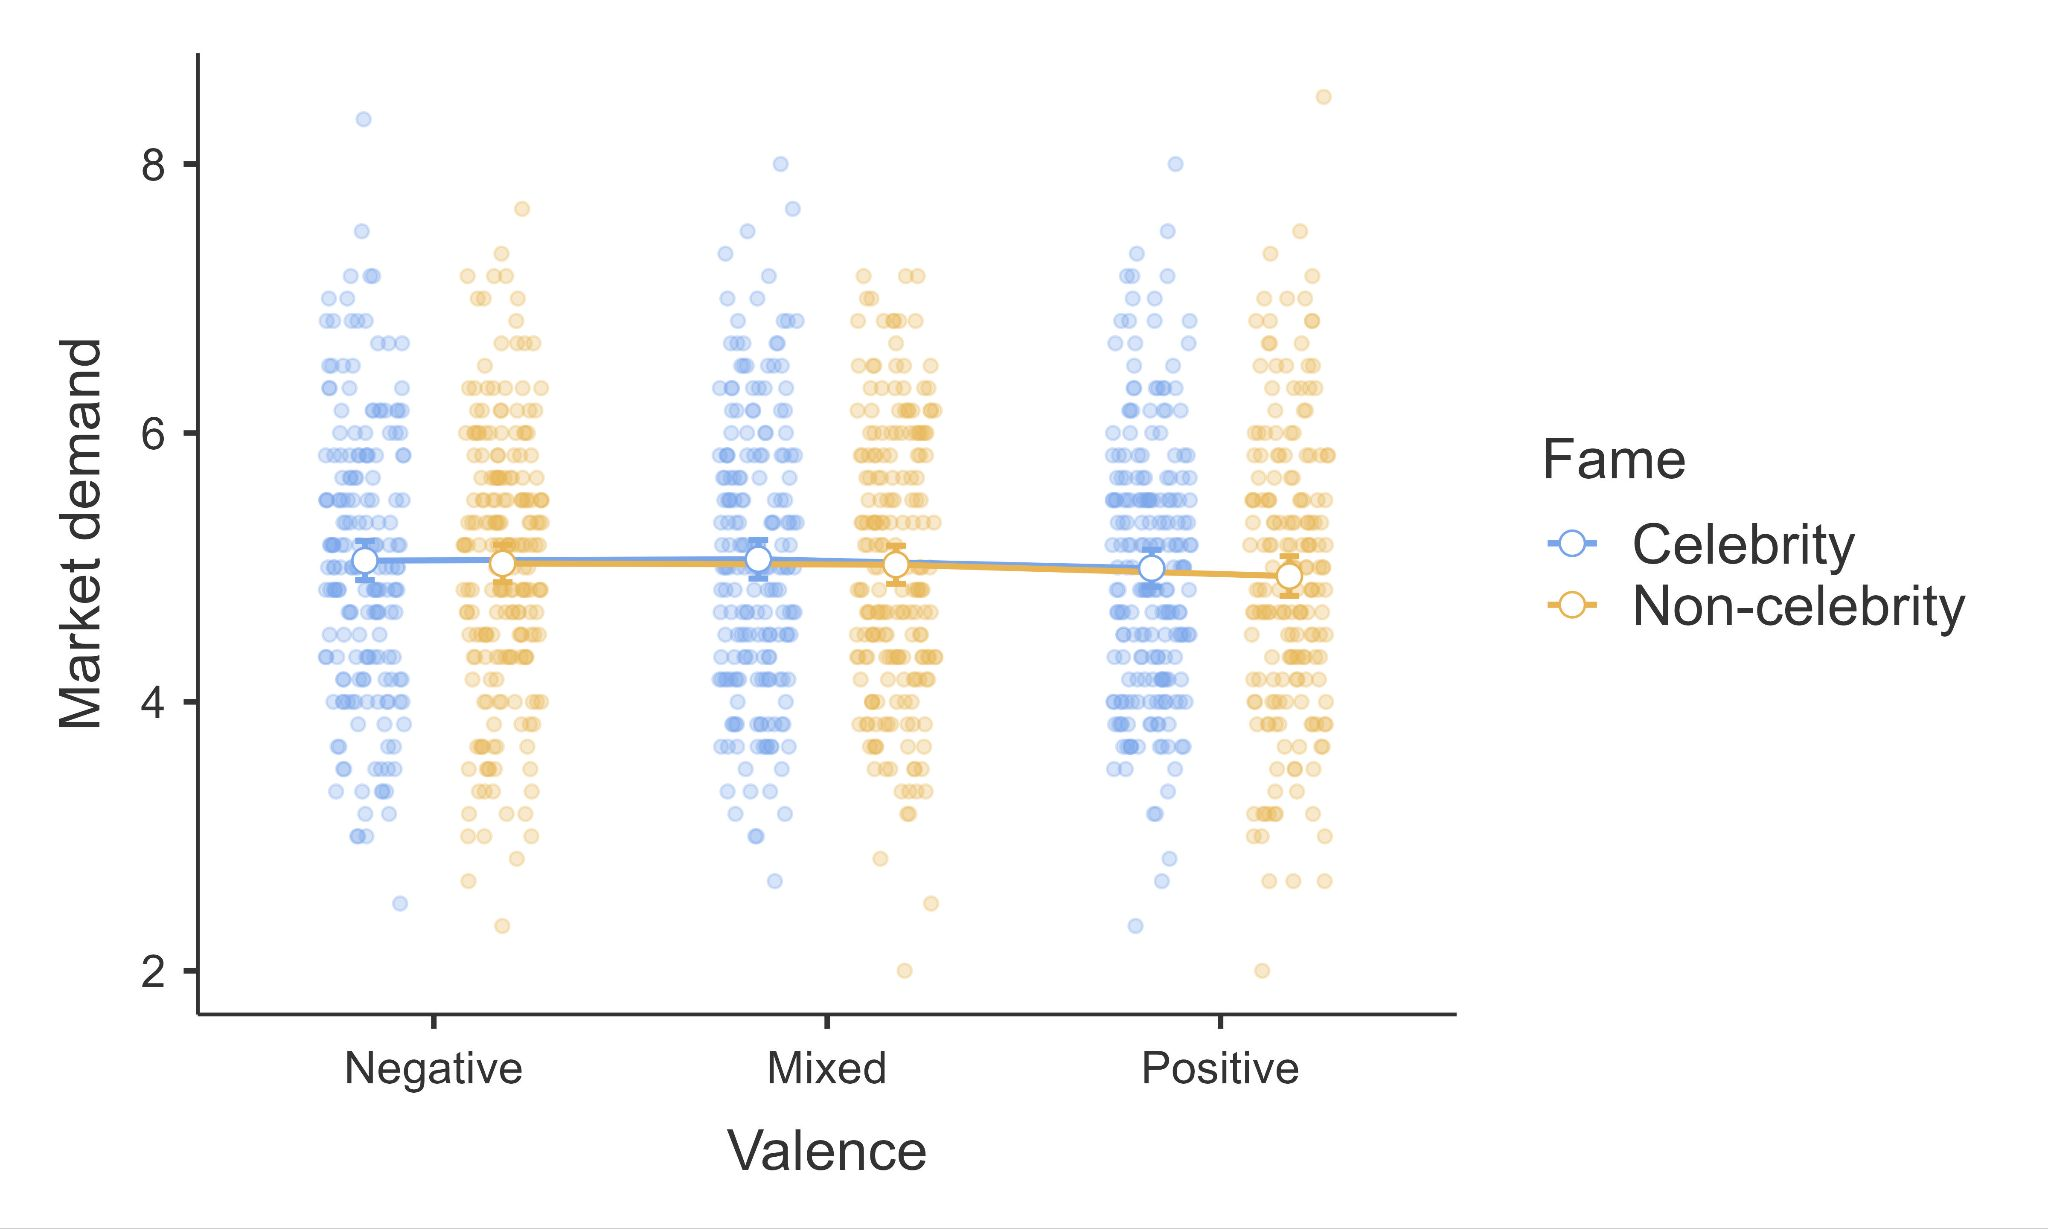 8
6
4
2
Market demand
Negative
Mixed
Positive
Valence
Fame
Celebrity
Non-celebrity